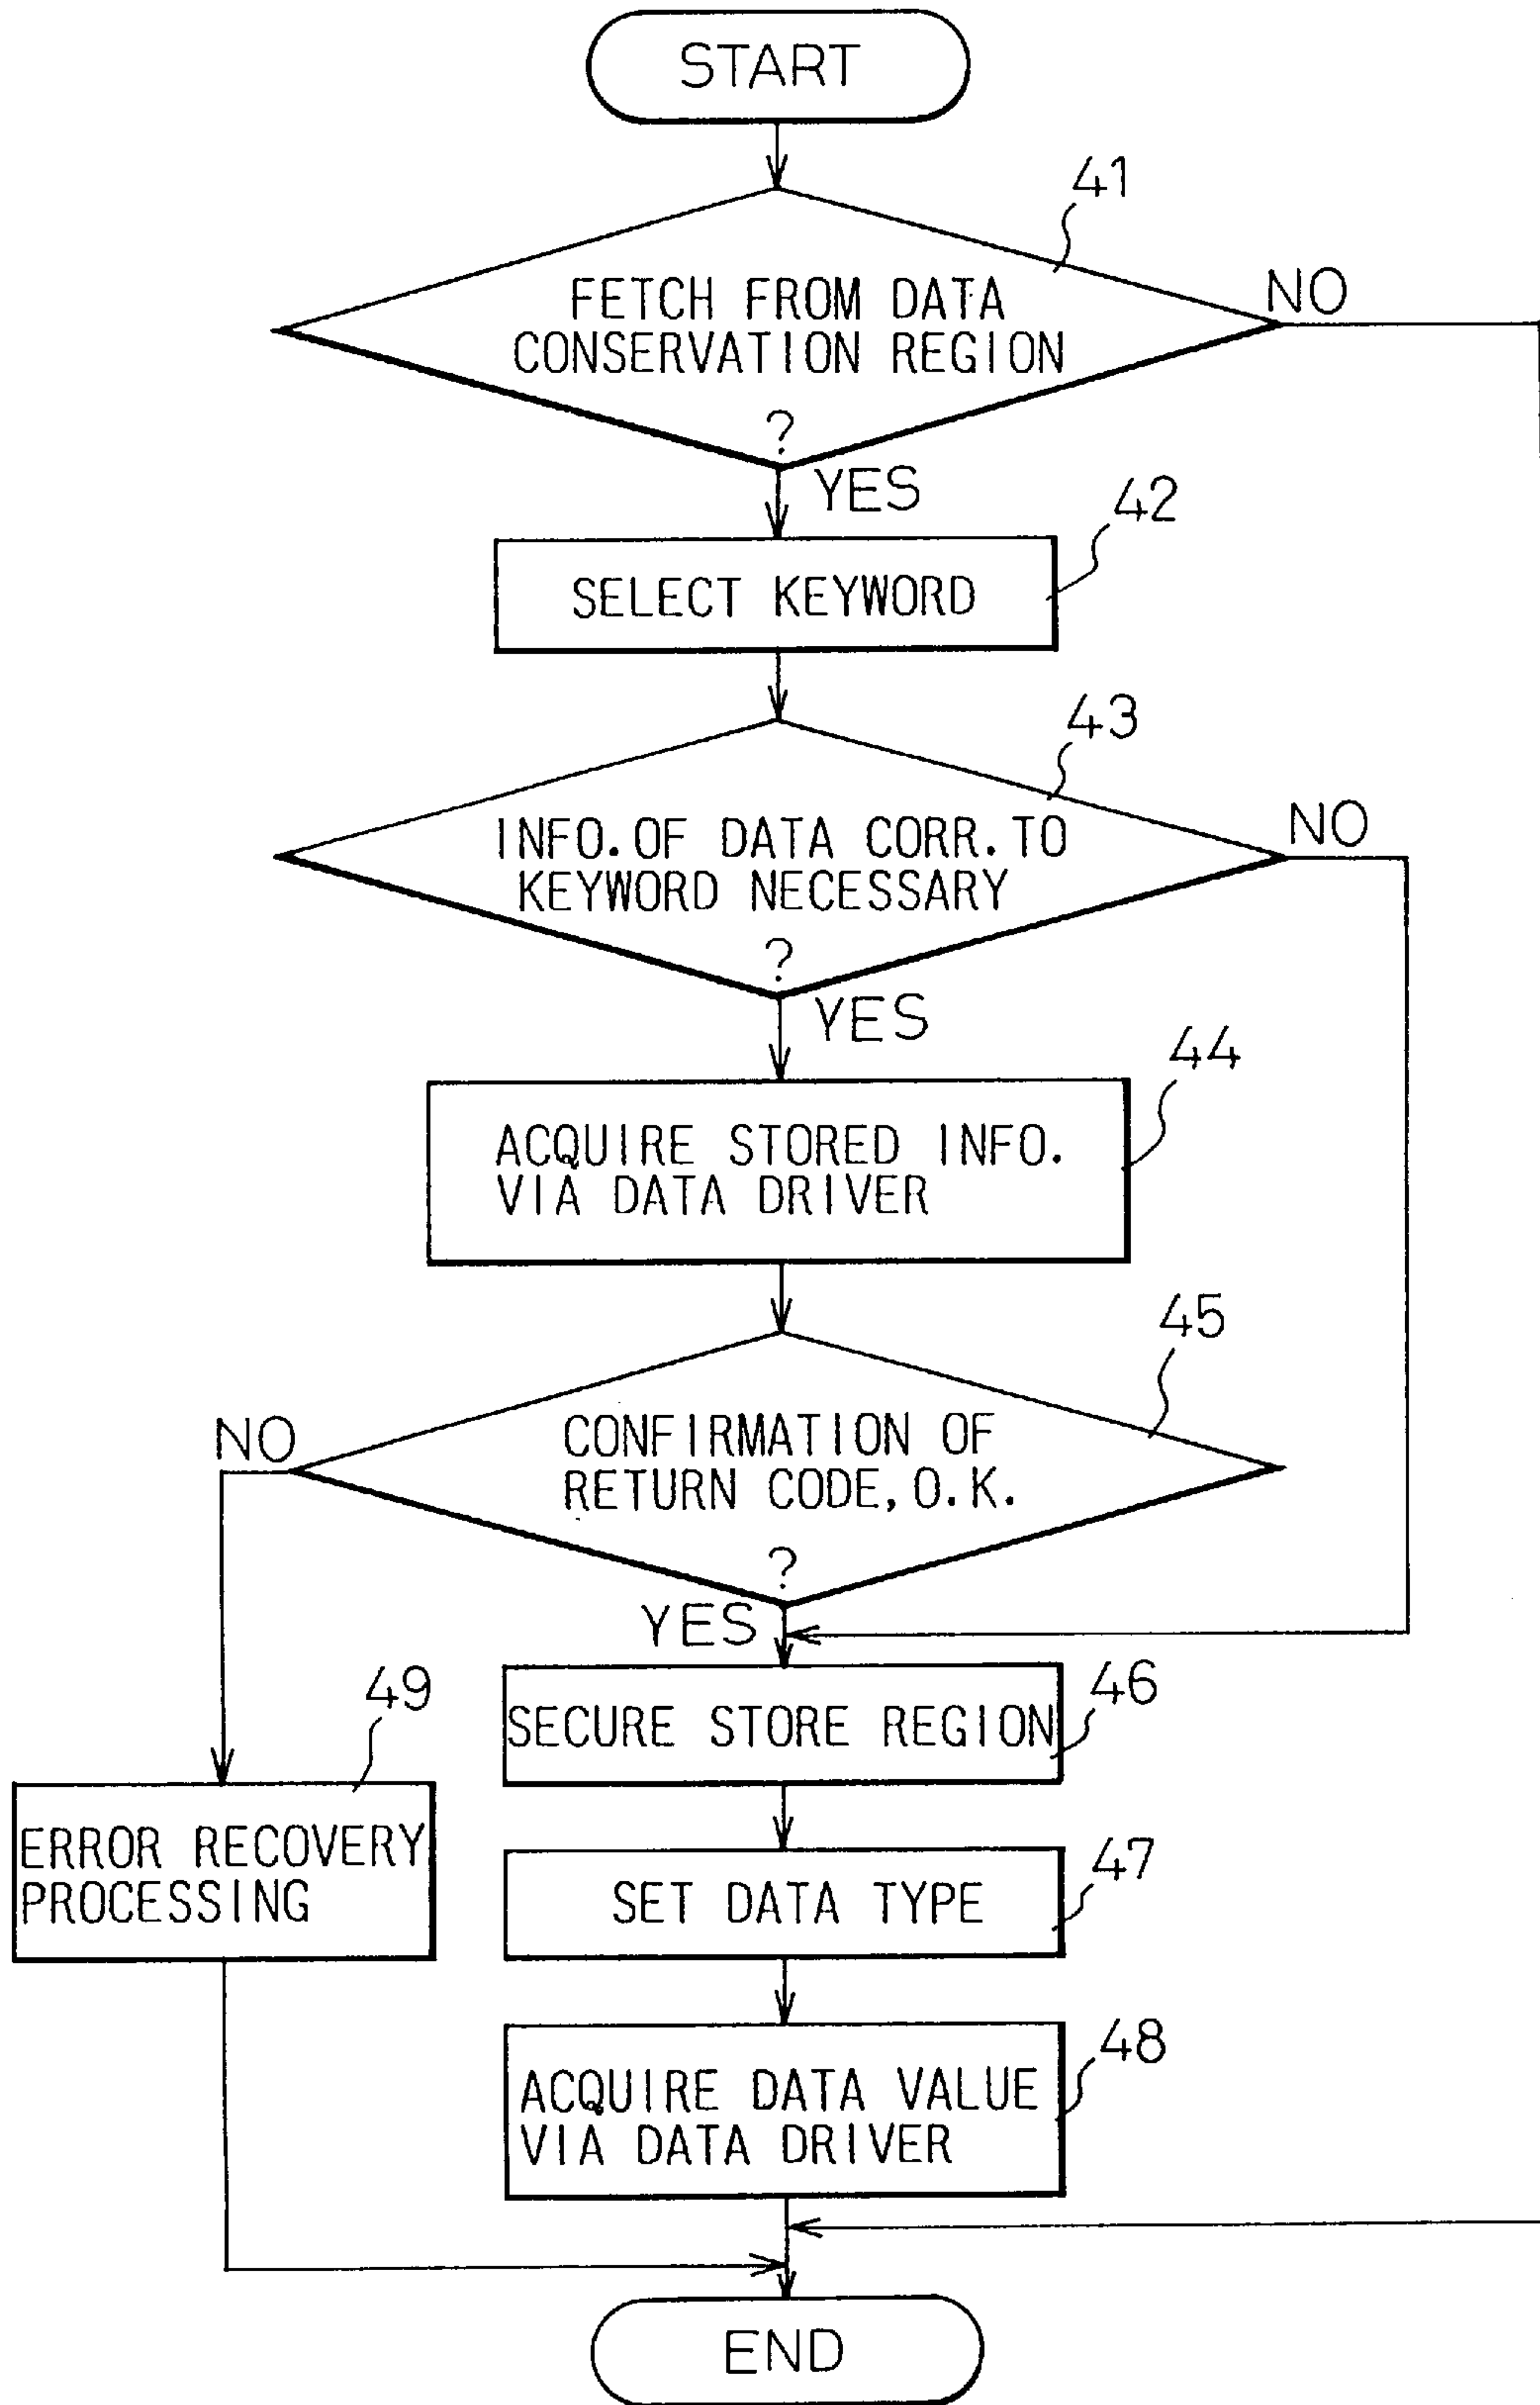 START
41
FETCH FROM DATA
CONSERVATION REGION
?
NO
YES
42
SELECT KEYWORD
43
INFO. OF DATA CORR. TO
KEYWORD NECESSARY
?
NO
YES
44
ACQUIRE STORED INFO.
VIA DATA DRIVER
45
CONFIRMATION OF
RETURN CODE, O.K.
?
NO
YES
46
SECURE STORE REGION
49
ERROR RECOVERY
PROCESSING
47
SET DATA TYPE
48
ACQUIRE DATA VALUE
VIA DATA DRIVER
END